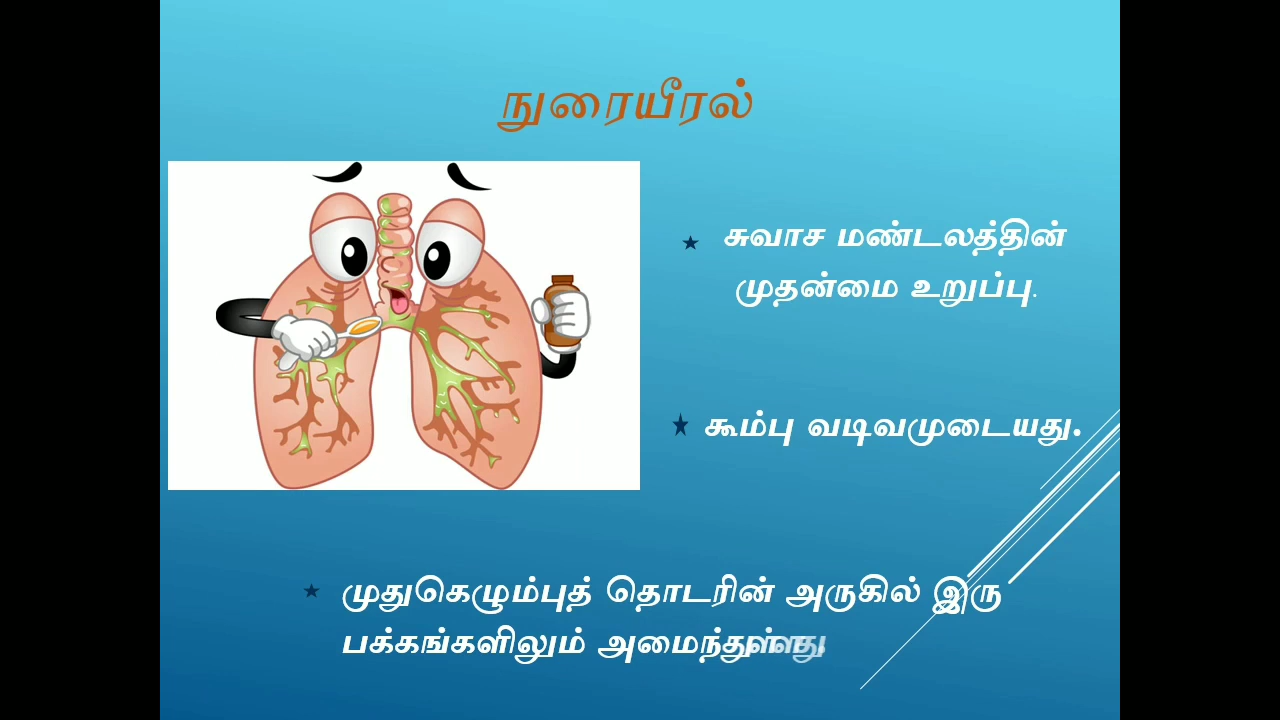 நுரையீரல்
சுவாச மண்டலத்தின்
முதன்மை உறுப்பு.
கூம்பு வடிவமுடையது.
முதுகெழும்புத் தொடரின் அருகில் இரு
பக்கங்களிலும் அமைந்துள்ளது.